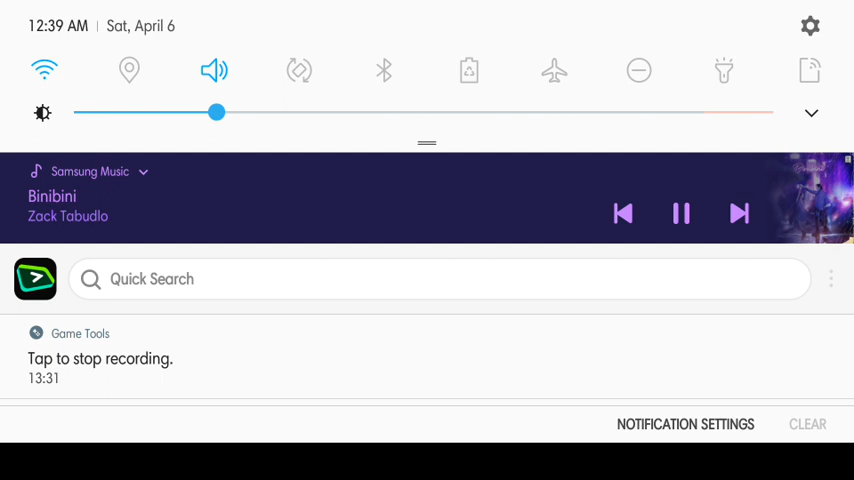 12:39 AM | Sat, April 6
Samsung Music
Binibini
Zack Tabudlo
Quick Search
Game Tools
Tap to stop recording.
13:31
NOTIFICATION SETTINGS CLEAR